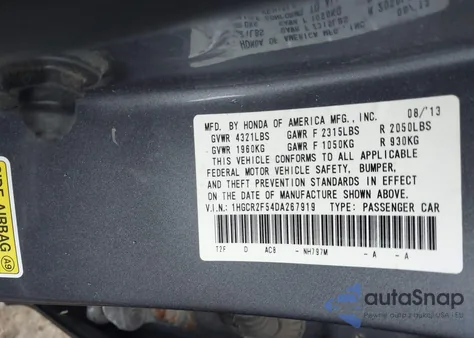 MFD. BY HONDA OF AMERICA MFG., INC. 08/'13
GVWR 4321LBS GAWR F 2315LBS R 2050LBS
GVWR 1960KG GAWR F 1050KG R 930KG
THIS VEHICLE CONFORMS TO ALL APPLICABLE
FEDERAL MOTOR VEHICLE SAFETY, BUMPER,
AND THEFT PREVENTION STANDARDS IN EFFECT
ON THE DATE OF MANUFACTURE SHOWN ABOVE.
V.I.N.: 1HGCR2F54DA267919 TYPE: PASSENGER CAR
T2F D AC8 -NH797M -A -A
SIDE AIRBAG
A9
autoSnap